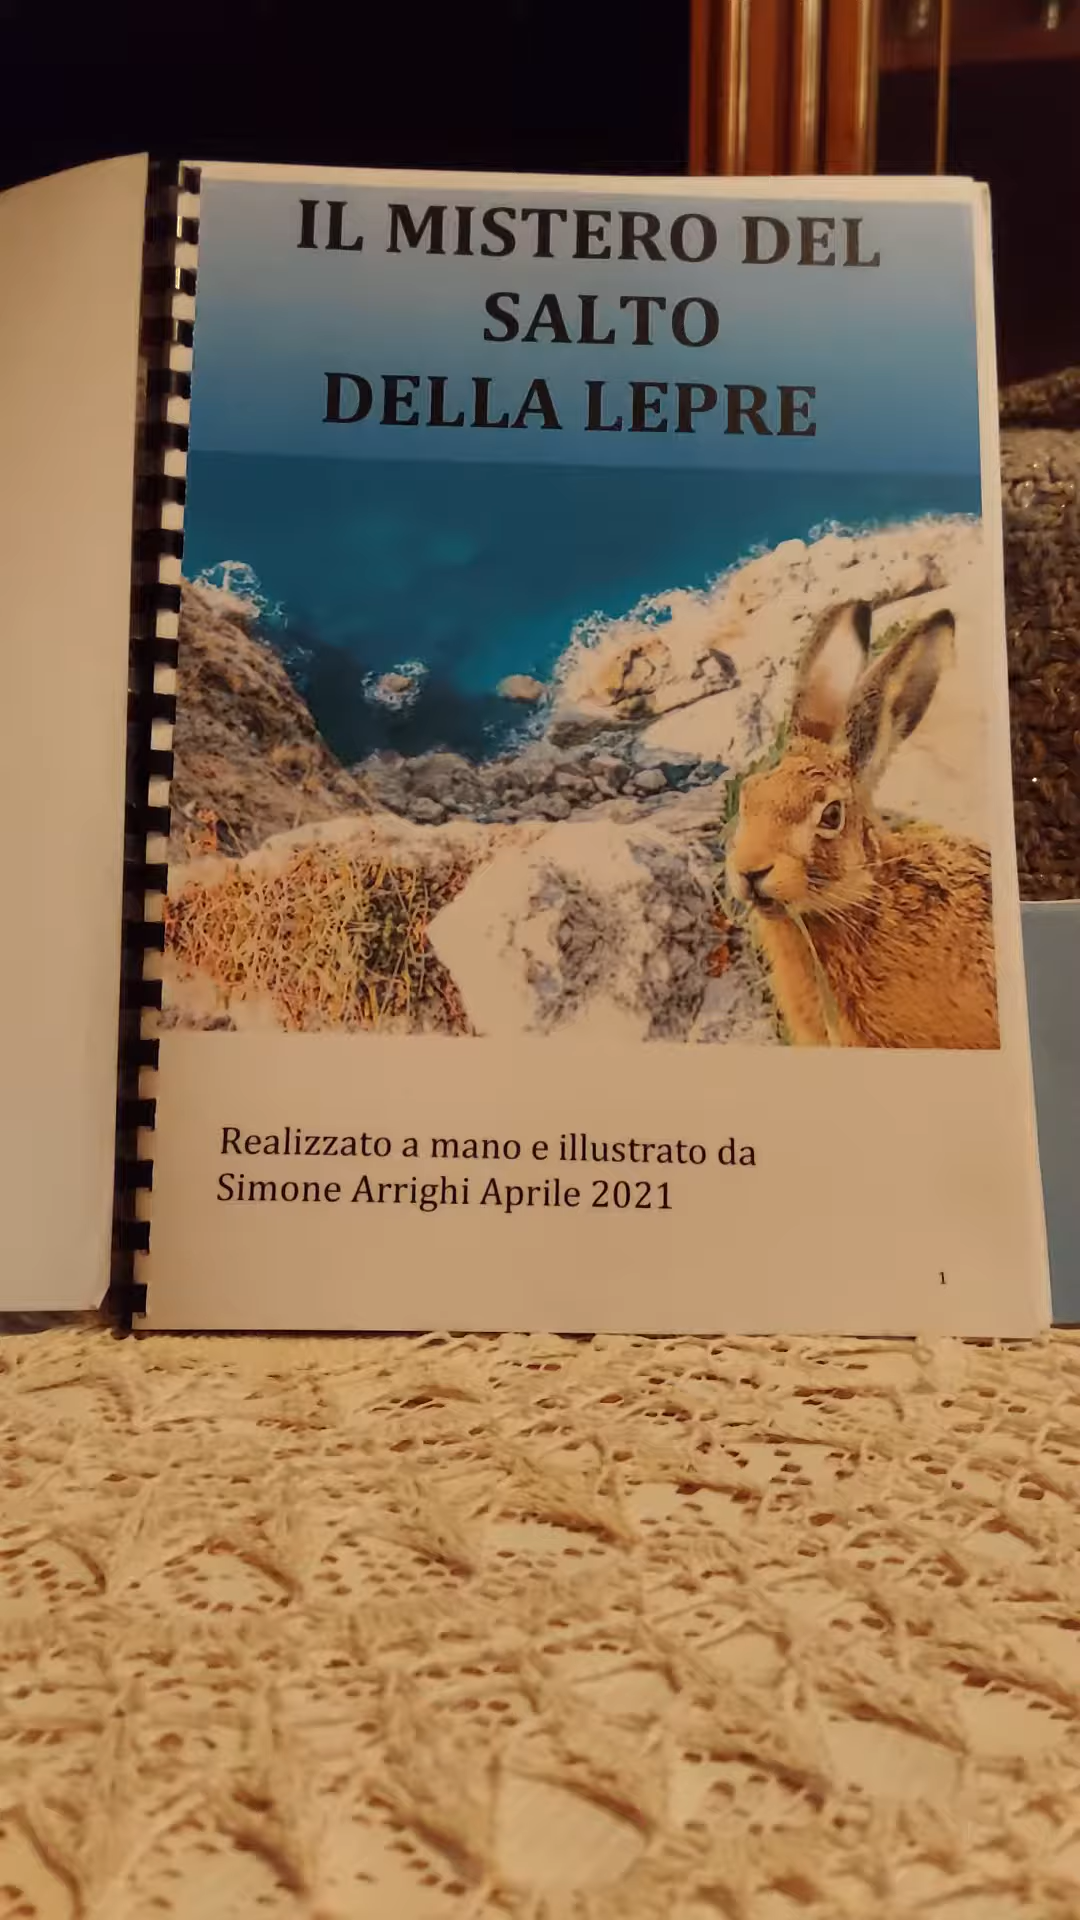 IL MISTERO DEL
SALTO
DELLA LEPRE
Realizzato a mano e illustrato da
Simone Arrighi Aprile 2021
1